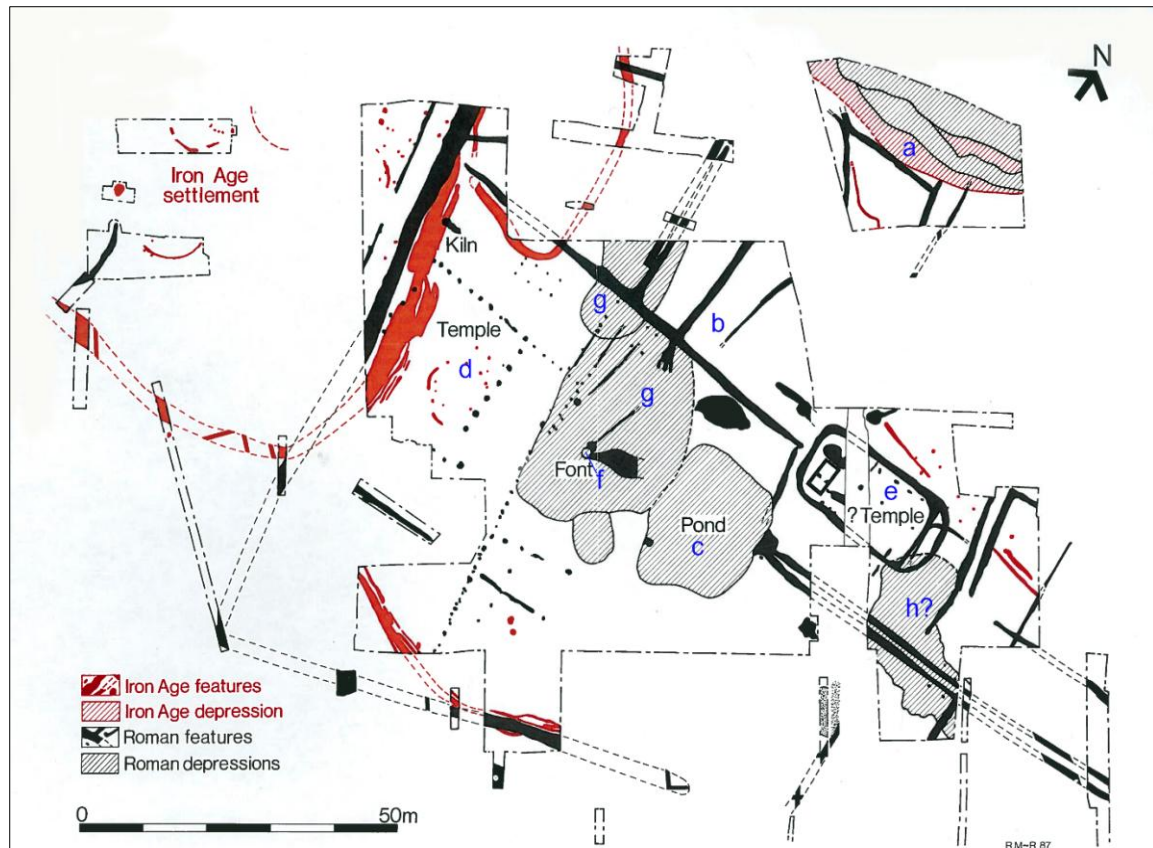 N
a
Iron Age
settlement
Kiln
g
b
Temple
d
g
Font
f
e
? Temple
Pond
c
h?
Iron Age features
Iron Age depression
Roman features
Roman depressions
0 50m
R M-R 87